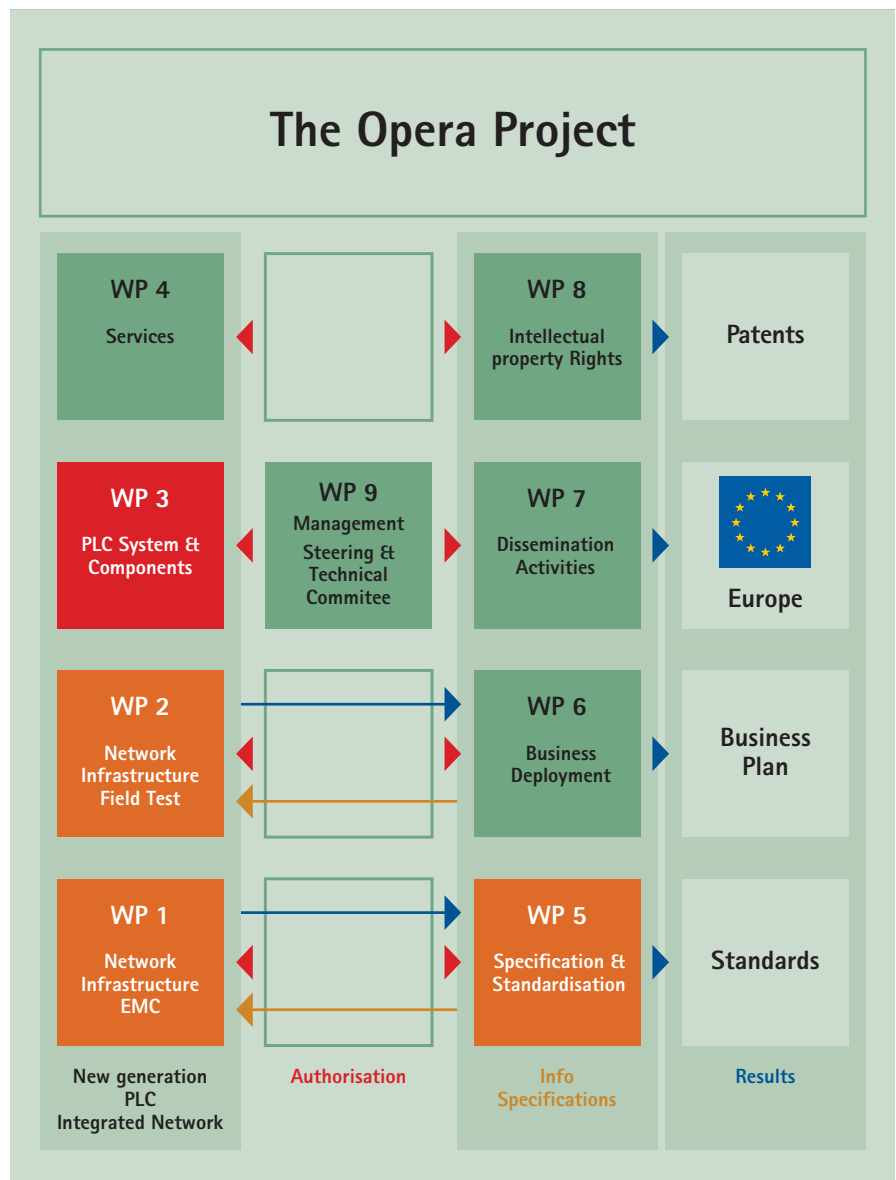 The Opera Project
WP 4
Services
WP 8
Intellectual
property Rights
Patents
WP 3
PLC System &
Components
WP 9
Management
Steering &
Technical
Commitee
WP 7
Dissemination
Activities
Europe
WP 2
Network
Infrastructure
Field Test
WP 6
Business
Deployment
Business
Plan
WP 1
Network
Infrastructure
EMC
WP 5
Specification &
Standardisation
Standards
New generation
PLC
Integrated Network
Authorisation
Info
Specifications
Results